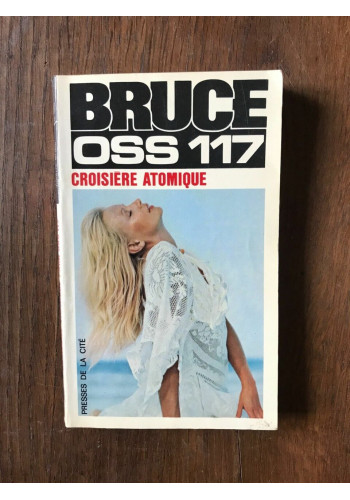 BRUCE
OSS 117
CROISIÈRE ATOMIQUE
PRESSES DE LA CITÉ